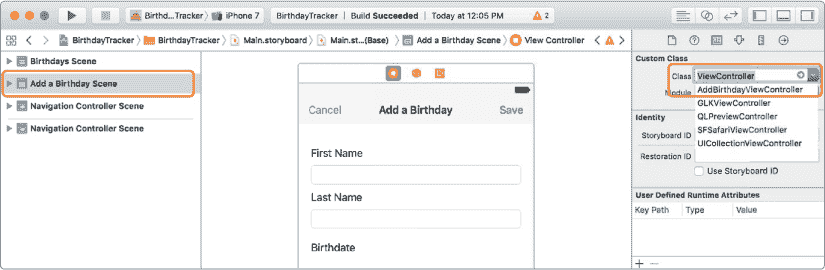 Birthd...Tracker
iPhone 7
BirthdayTracker | Build Succeeded | Today at 12:05 PM
2
BirthdayTracker
BirthdayTracker
Main.storyboard
Main.st...(Base)
Add a Birthday Scene
View Controller
Birthdays Scene
Add a Birthday Scene
Navigation Controller Scene
Navigation Controller Scene
Cancel
Add a Birthday
Save
First Name
Last Name
Birthdate
Custom Class
Class
ViewController
Module
AddBirthdayViewController
GLKViewController
QLPreviewController
SFSafariViewController
UICollectionViewController
Identity
Storyboard ID
Restoration ID
Use Storyboard ID
User Defined Runtime Attributes
Key Path
Type
Value